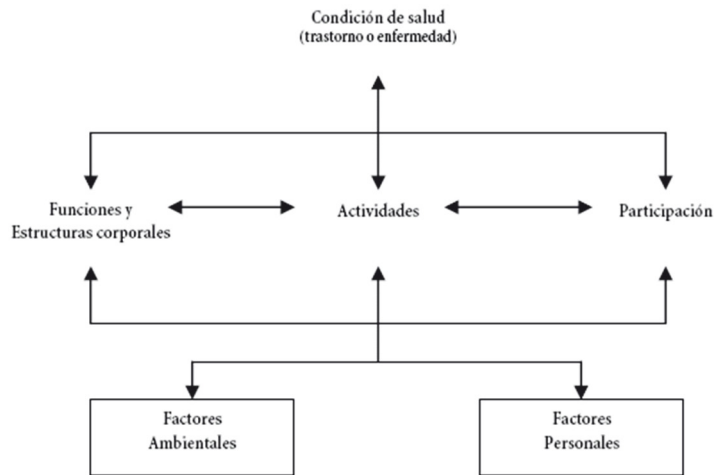 Condición de salud
(trastorno o enfermedad)
Funciones y
Estructuras corporales
Actividades
Participación
Factores
Ambientales
Factores
Personales